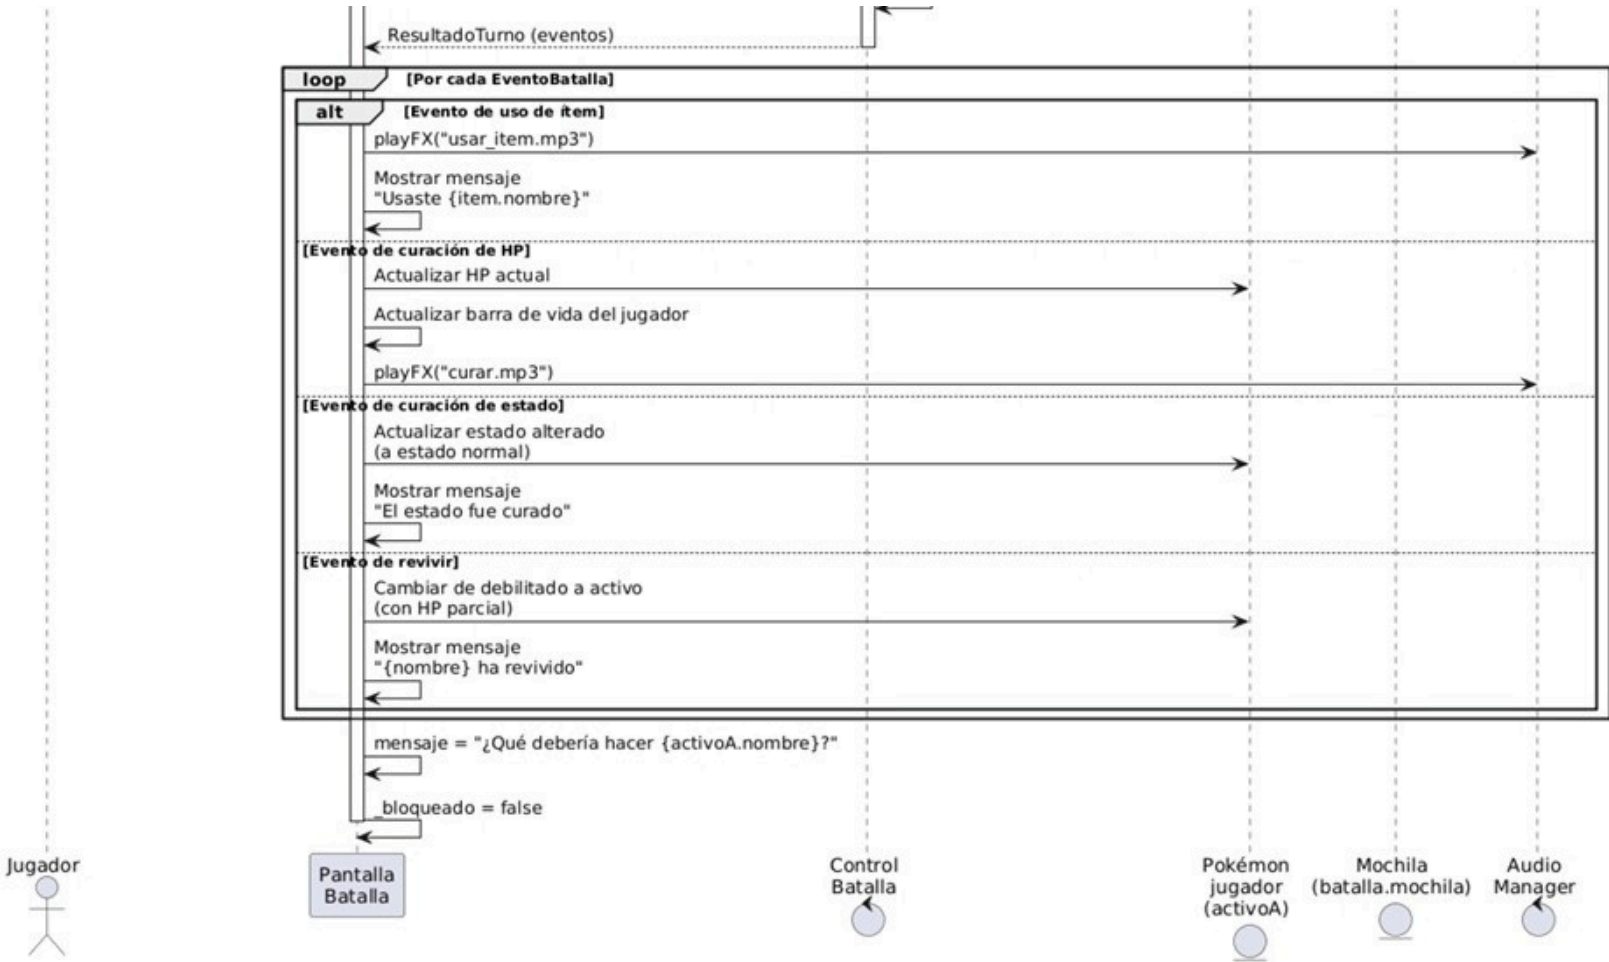 ResultadoTurno (eventos)
loop [Por cada EventoBatalla]
alt [Evento de uso de ítem]
playFX("usar_item.mp3")
Mostrar mensaje
"Usaste {item.nombre}"
[Evento de curación de HP]
Actualizar HP actual
Actualizar barra de vida del jugador
playFX("curar.mp3")
[Evento de curación de estado]
Actualizar estado alterado
(a estado normal)
Mostrar mensaje
"El estado fue curado"
[Evento de revivir]
Cambiar de debilitado a activo
(con HP parcial)
Mostrar mensaje
"{nombre} ha revivido"
mensaje = "¿Qué debería hacer {activoA.nombre}?"
_bloqueado = false
Jugador
Pantalla
Batalla
Control
Batalla
Pokémon
jugador
(activoA)
Mochila
(batalla.mochila)
Audio
Manager